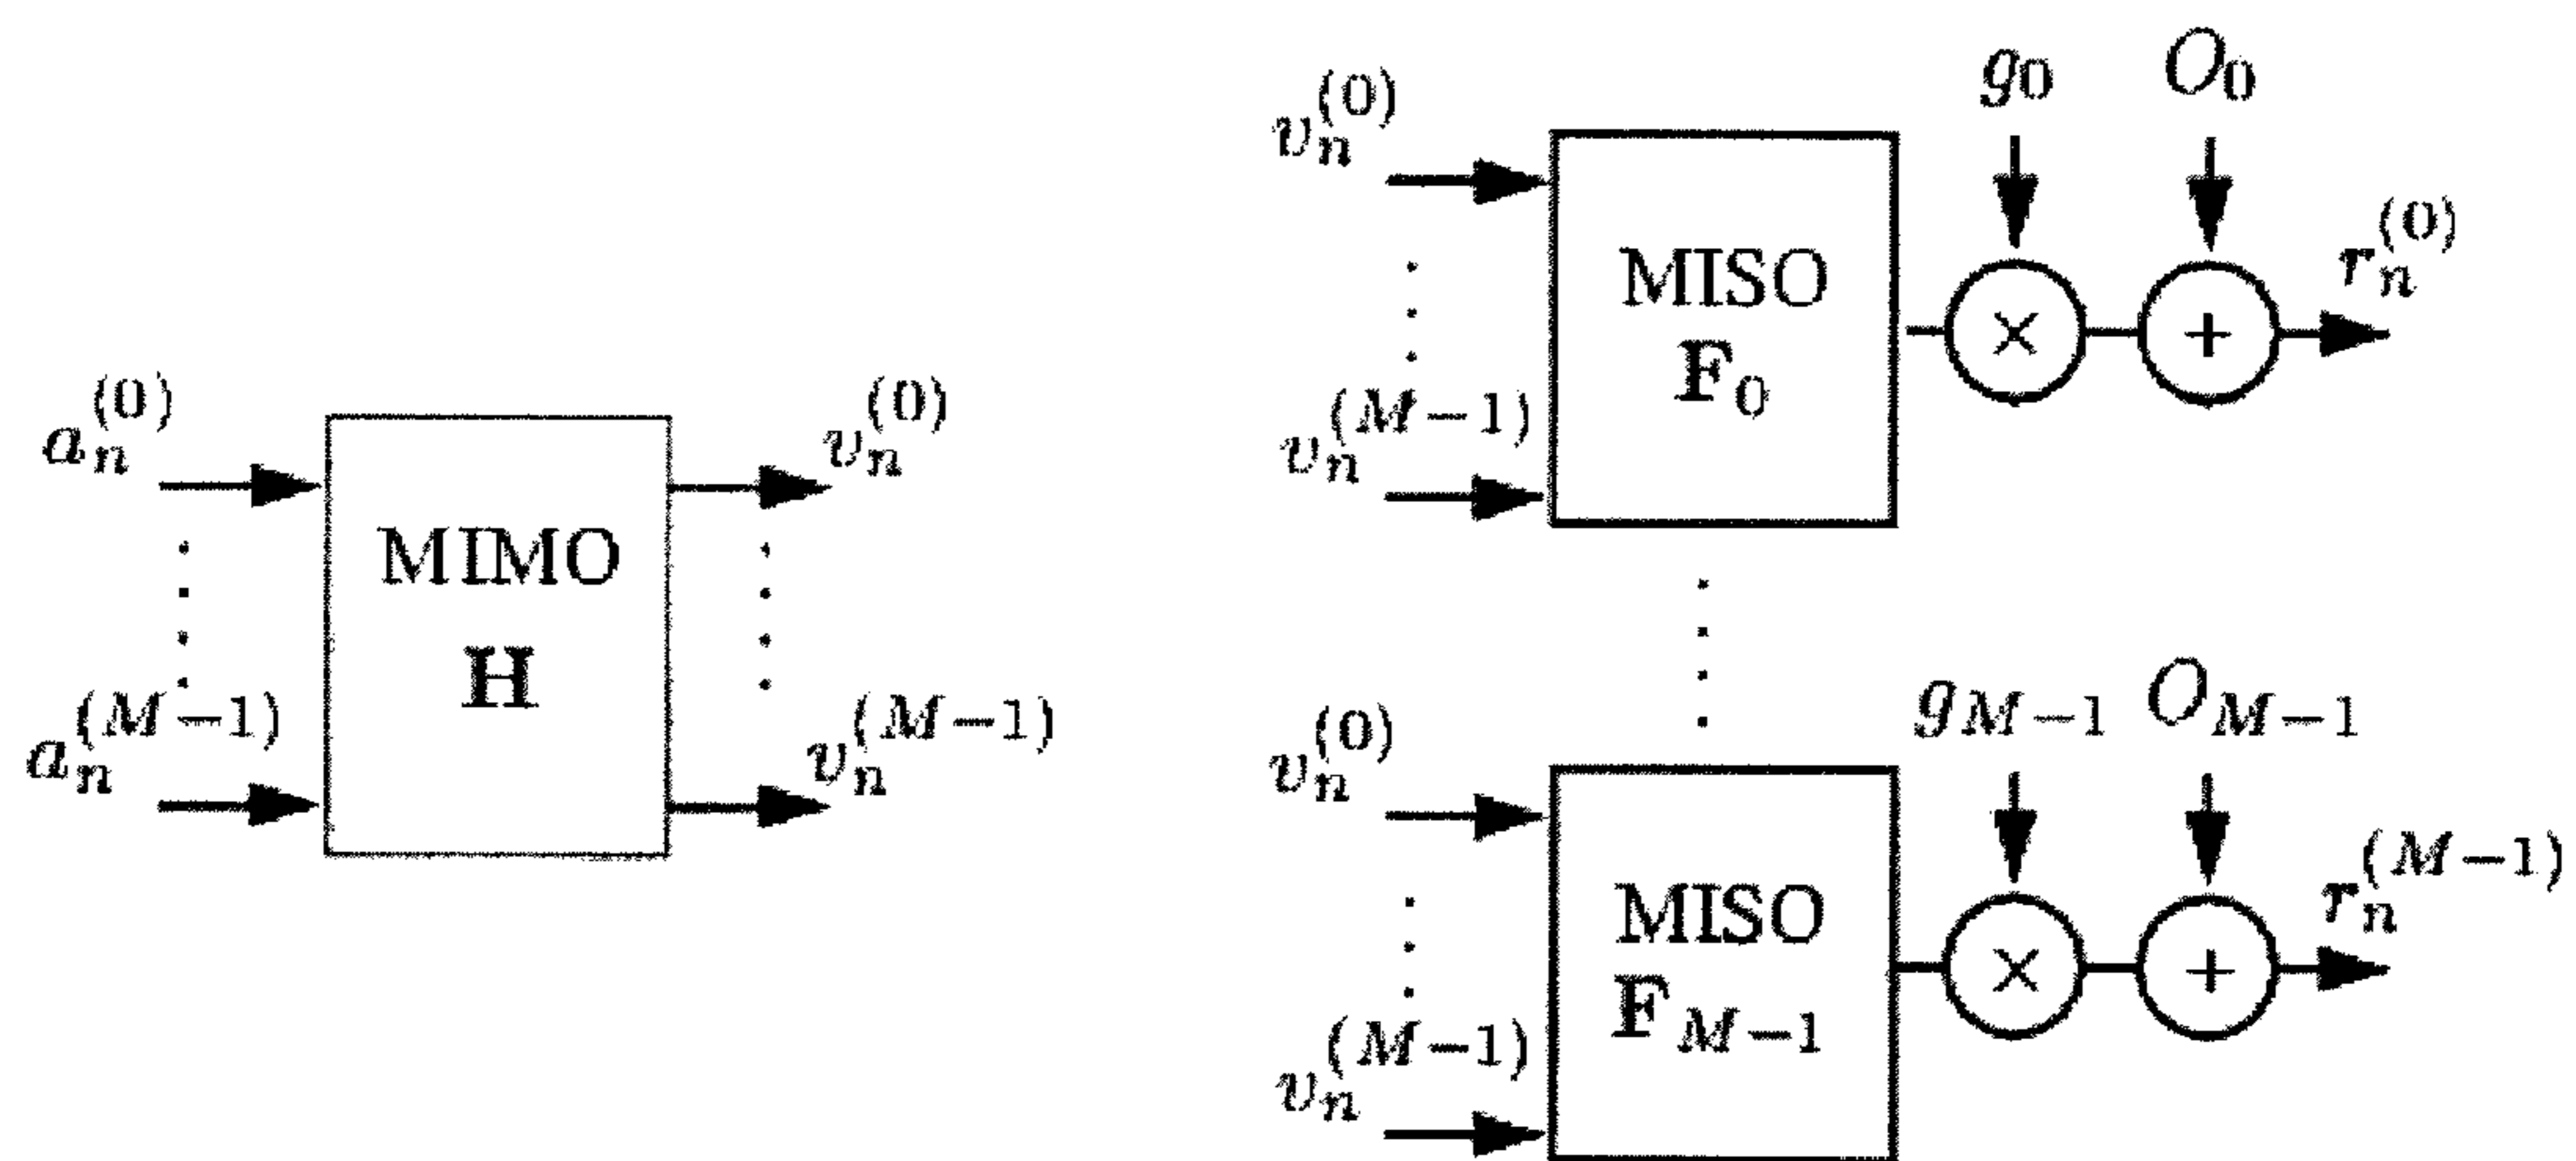 a_n^{(0)}
a_n^{(M-1)}
MIMO
H
v_n^{(0)}
v_n^{(M-1)}
v_n^{(0)}
v_n^{(M-1)}
MISO
F_0
g_0
O_0
×
+
r_n^{(0)}
v_n^{(0)}
v_n^{(M-1)}
MISO
F_{M-1}
g_{M-1}
O_{M-1}
×
+
r_n^{(M-1)}